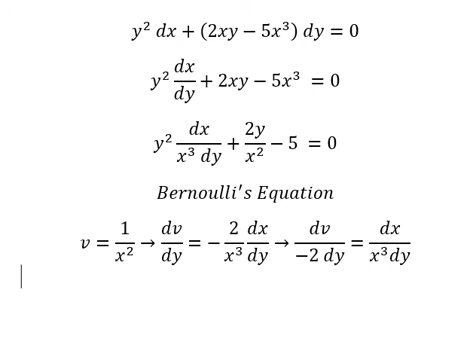 y² dx + (2xy − 5x³) dy = 0
y² dx/dy + 2xy − 5x³ = 0
y² dx/x³ dy + 2y/x² − 5 = 0
Bernoulli's Equation
v = 1/x² → dv/dy = − 2/x³ dx/dy → dv/−2 dy = dx/x³dy